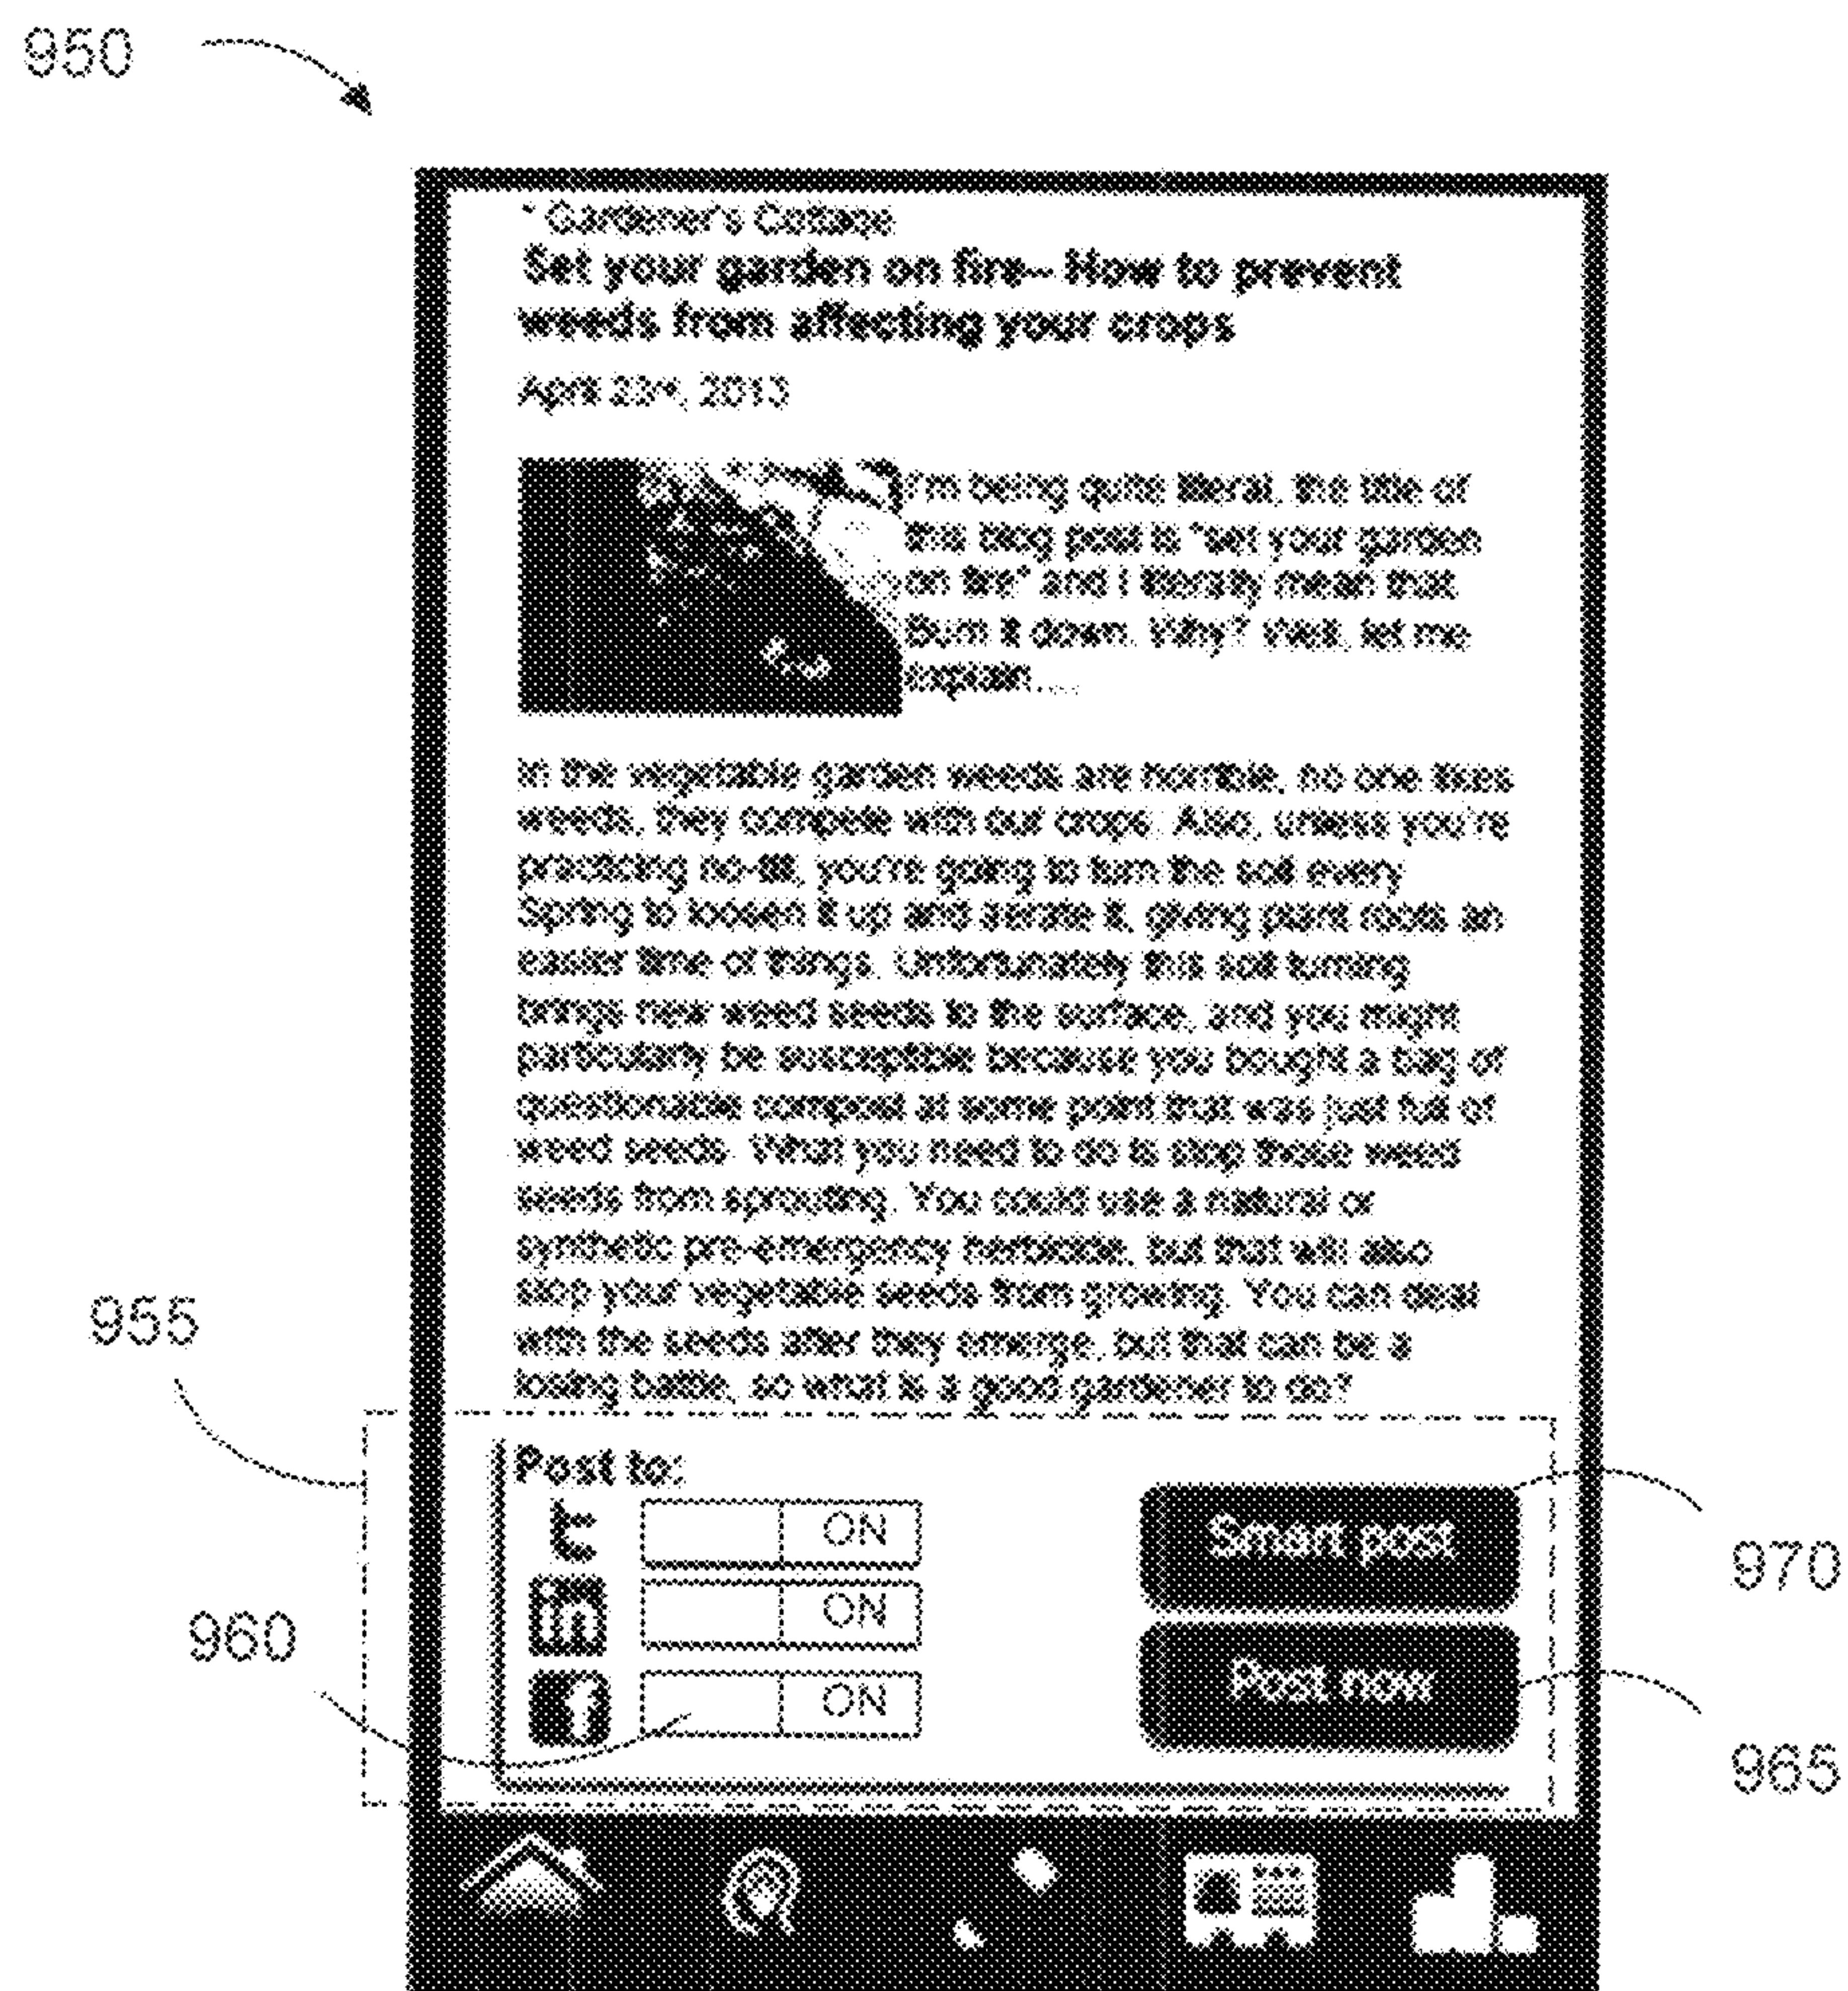 950
Gardener's Cottage
Set your garden on fire– How to prevent
weeds from affecting your crops
April 23rd, 2013
I'm being quite literal, the title of
this blog post is "set your garden
on fire" and I literally mean that.
Burn it down. Why? Well, let me
explain....
In the vegetable garden weeds are horrible, no one likes
weeds, they compete with our crops. Also, unless you're
practicing no-till, you're going to turn the soil every
Spring to loosen it up and aerate it, giving plant roots an
easier time of things. Unfortunately this soil turning
brings new weed seeds to the surface, and you might
particularly be susceptible because you bought a bag of
questionable compost at some point that was just full of
weed seeds. What you need to do is stop those weed
seeds from sprouting. You could use a natural or
synthetic pre-emergency herbicide, but that will also
stop your vegetable seeds from growing. You can deal
with the seeds after they emerge, but that can be a
losing battle, so what is a good gardener to do?
955
Post to:
ON
Smart post
970
in
ON
960
f
ON
Post now
965